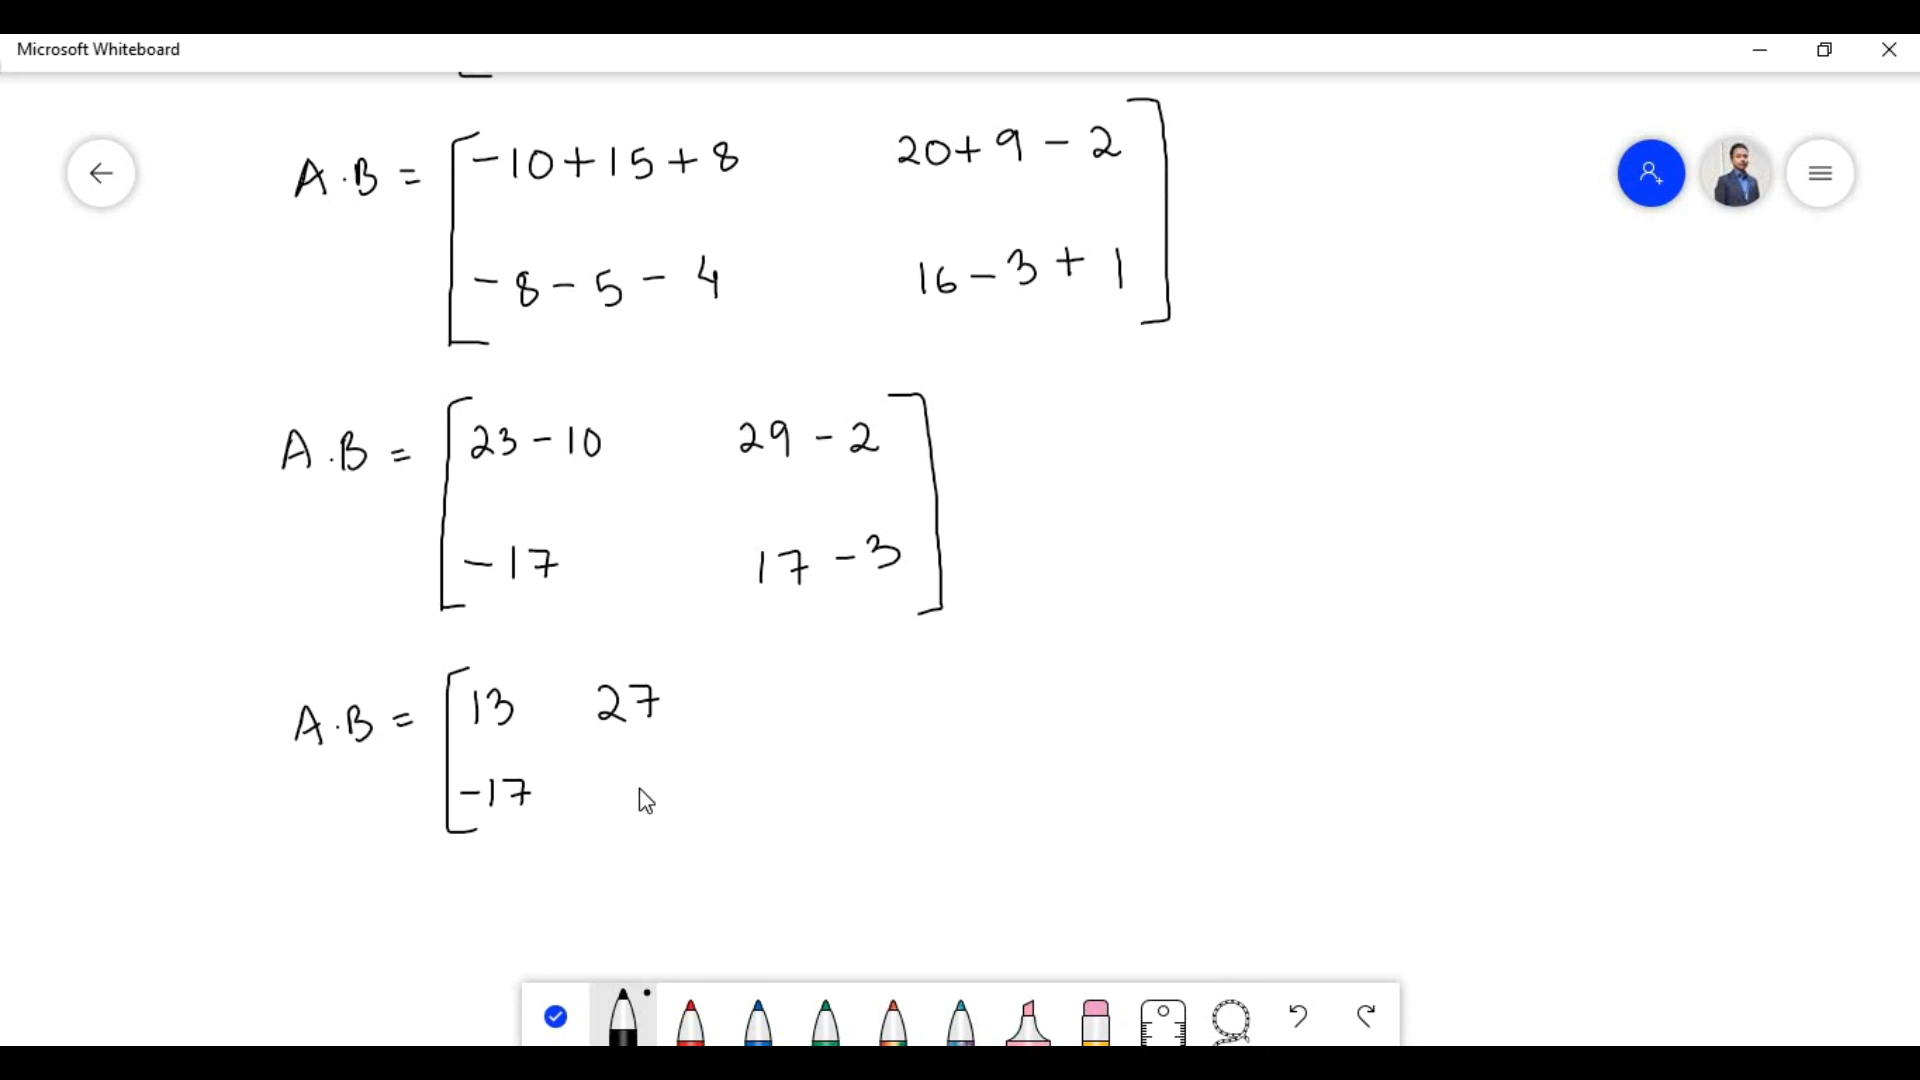 Microsoft Whiteboard
A.B = [ -10+15+8 20+9-2
-8-5-4 16-3+1 ]
A.B = [ 23-10 29-2
-17 17-3 ]
A.B = [ 13 27
-17